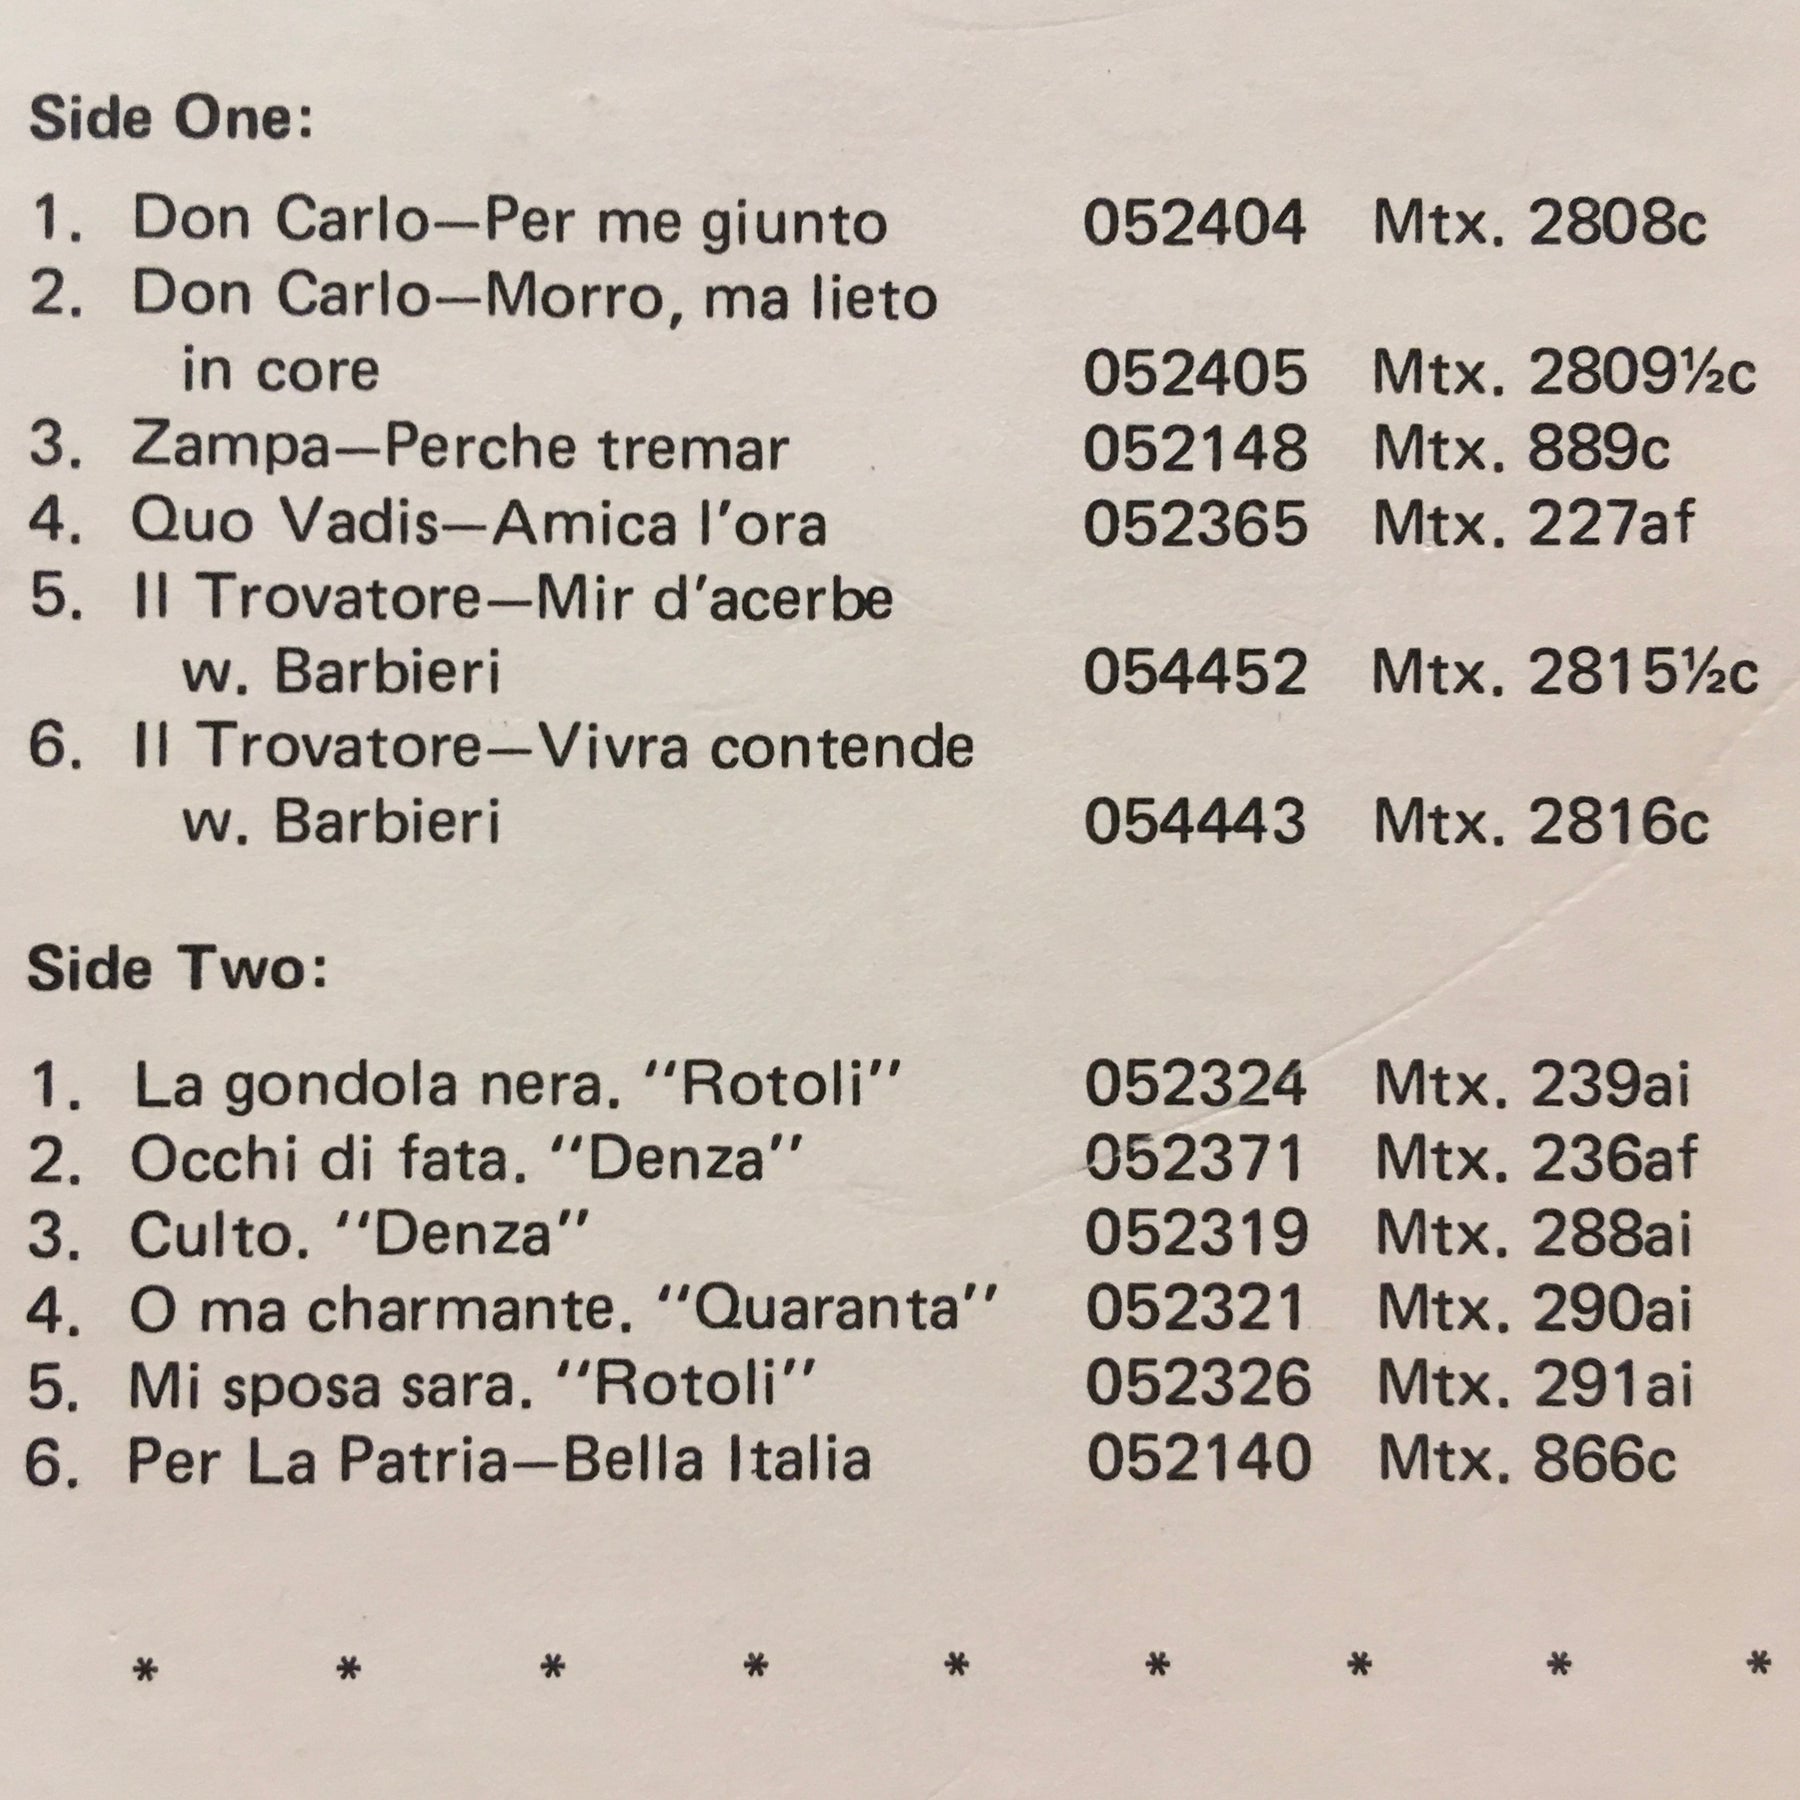 Side One:
1. Don Carlo—Per me giunto 052404 Mtx. 2808c
2. Don Carlo—Morro, ma lieto
in core 052405 Mtx. 2809½c
3. Zampa—Perche tremar 052148 Mtx. 889c
4. Quo Vadis—Amica l'ora 052365 Mtx. 227af
5. Il Trovatore—Mir d'acerbe
w. Barbieri 054452 Mtx. 2815½c
6. Il Trovatore—Vivra contende
w. Barbieri 054443 Mtx. 2816c
Side Two:
1. La gondola nera. "Rotoli" 052324 Mtx. 239ai
2. Occhi di fata. "Denza" 052371 Mtx. 236af
3. Culto. "Denza" 052319 Mtx. 288ai
4. O ma charmante. "Quaranta" 052321 Mtx. 290ai
5. Mi sposa sara. "Rotoli" 052326 Mtx. 291ai
6. Per La Patria—Bella Italia 052140 Mtx. 866c
* * * * * * * * *